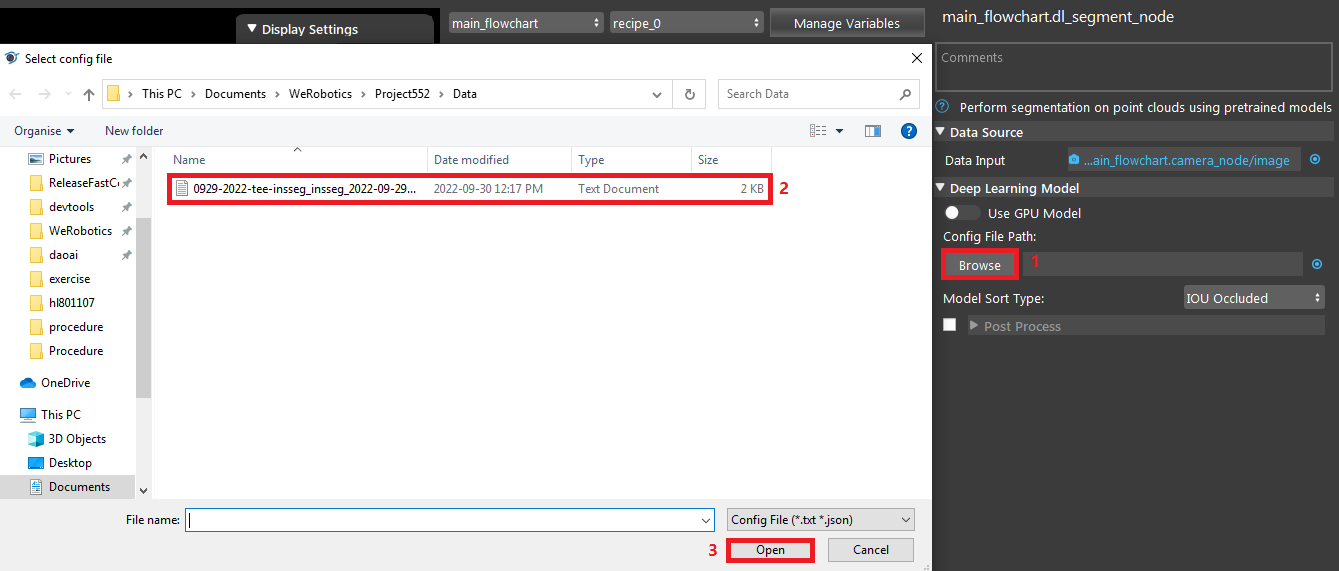 Display Settings
main_flowchart
recipe_0
Manage Variables
Select config file
This PC > Documents > WeRobotics > Project552 > Data
Search Data
Organise
New folder
Name
Date modified
Type
Size
Pictures
ReleaseFastCo
devtools
WeRobotics
daoai
exercise
hl801107
procedure
Procedure
OneDrive
This PC
3D Objects
Desktop
Documents
0929-2022-tee-insseg_insseg_2022-09-29...
2022-09-30 12:17 PM
Text Document
2 KB
2
File name:
Config File (*.txt *.json)
3
Open
Cancel
main_flowchart.dl_segment_node
Comments
? Perform segmentation on point clouds using pretrained models
Data Source
Data Input
...ain_flowchart.camera_node/image
Deep Learning Model
Use GPU Model
Config File Path:
Browse
1
Model Sort Type:
IOU Occluded
Post Process